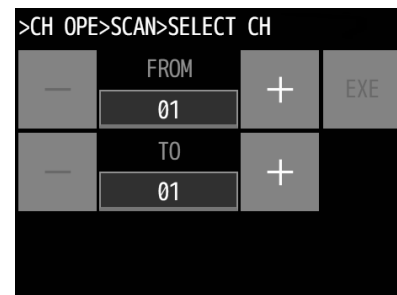 >CH OPE>SCAN>SELECT CH
FROM
— 01 + EXE
TO
— 01 +